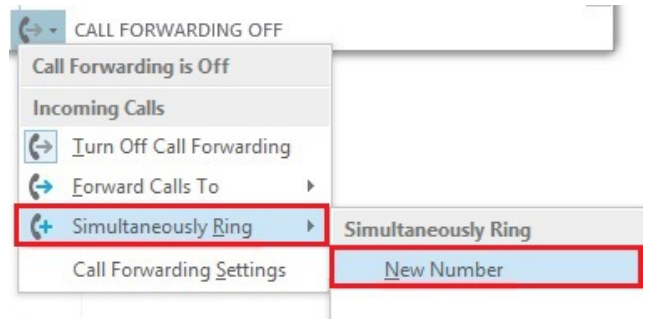 CALL FORWARDING OFF
Call Forwarding is Off
Incoming Calls
Turn Off Call Forwarding
Forward Calls To
Simultaneously Ring
Simultaneously Ring
Call Forwarding Settings
New Number